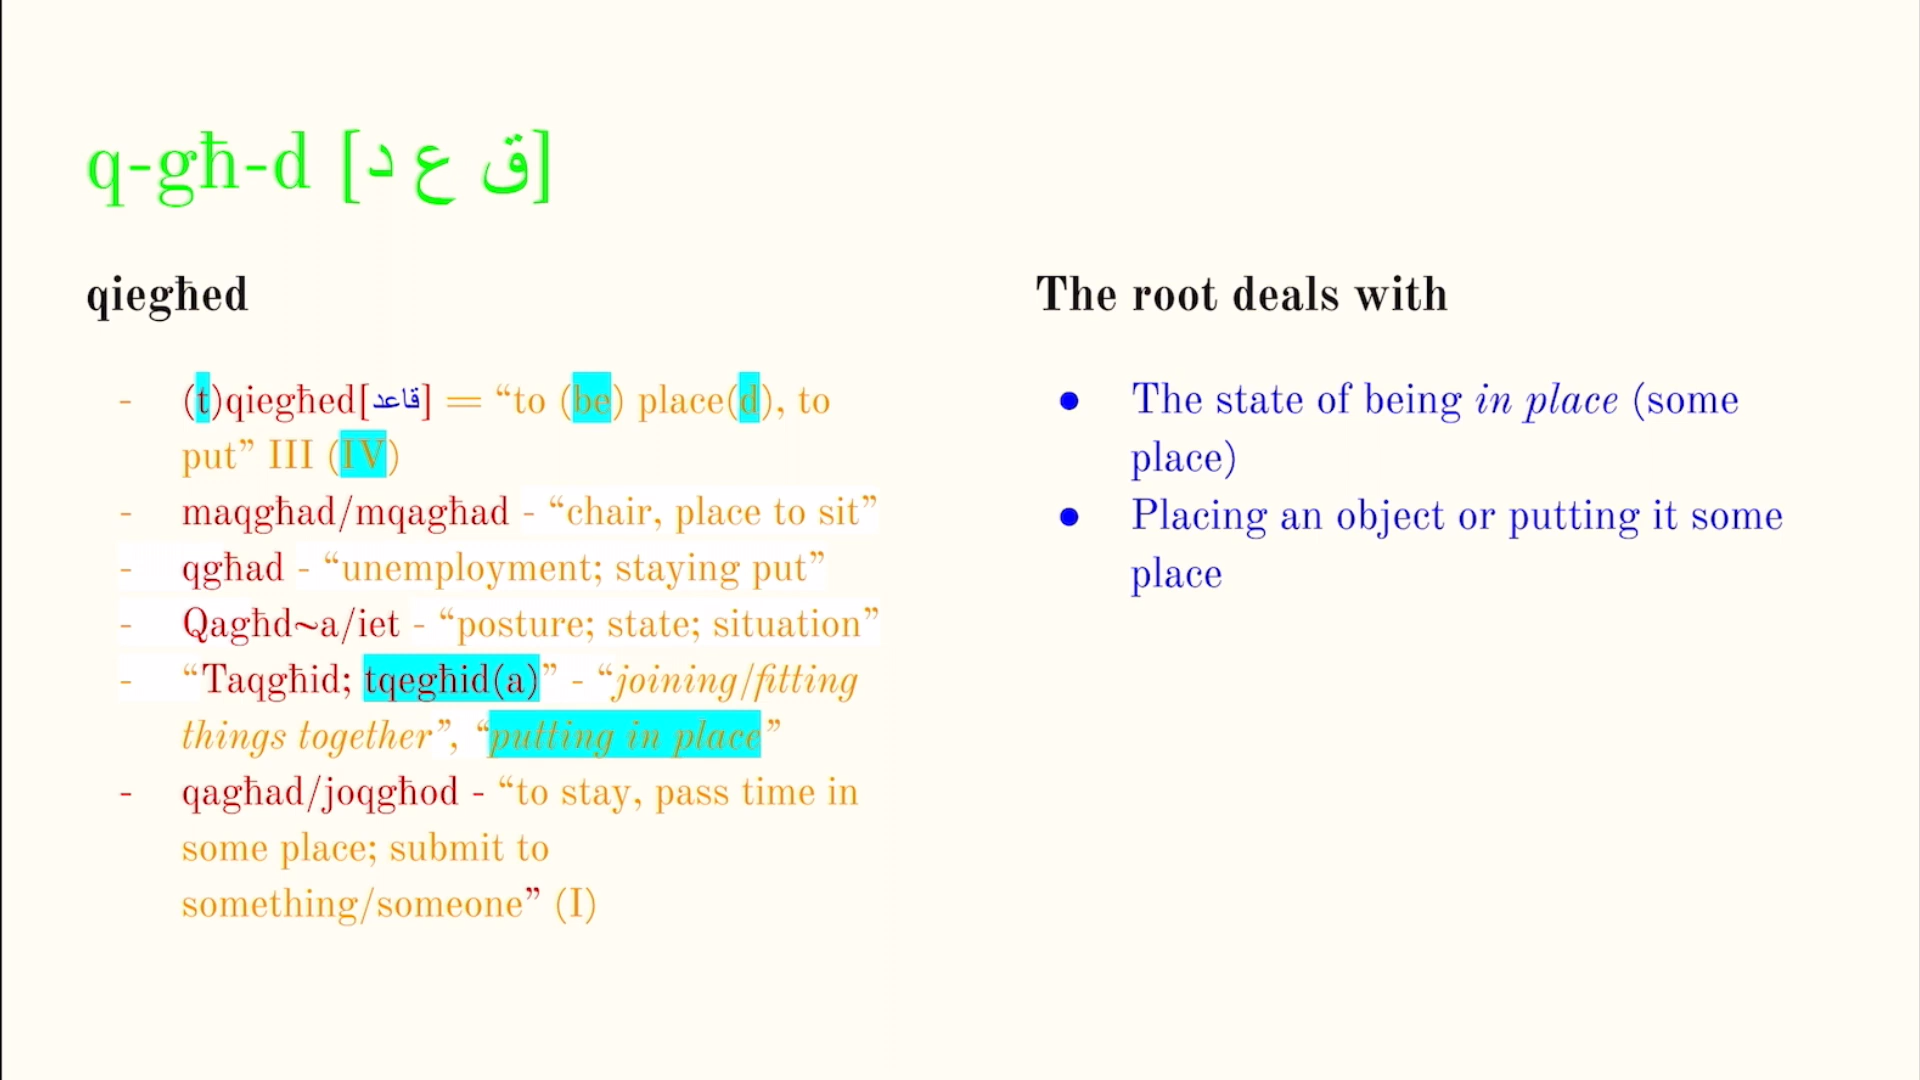 q-għ-d [ق ع د]
qiegħed
- (t)qiegħed[قاعد] = “to (be) place(d), to
put” III (IV)
- maqgħad/mqagħad - “chair, place to sit”
- qgħad - “unemployment; staying put”
- Qagħd~a/iet - “posture; state; situation”
- “Taqgħid; tqegħid(a)” - “joining/fitting
things together”, “putting in place”
- qagħad/joqgħod - “to stay, pass time in
some place; submit to
something/someone” (I)
The root deals with
● The state of being in place (some
place)
● Placing an object or putting it some
place